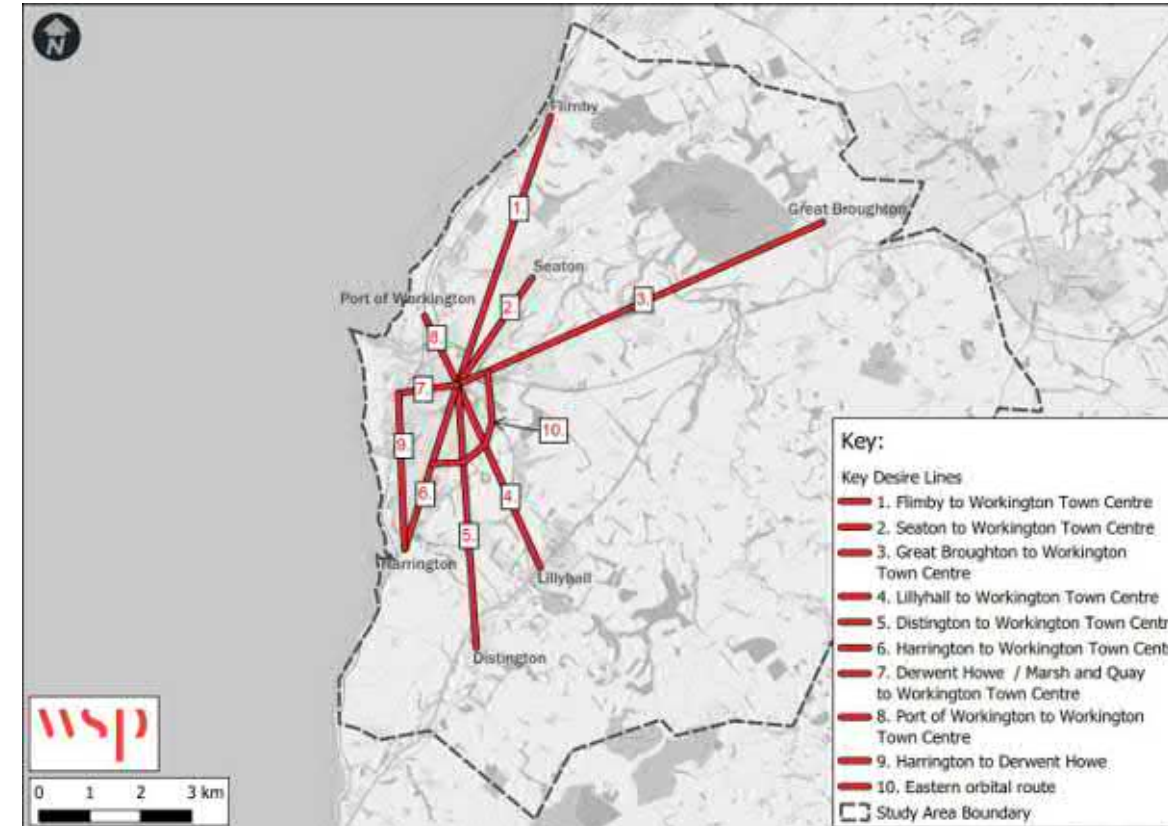 N
Flimby
1.
Great Broughton
Seaton
2.
3.
Port of Workington
8.
7.
10.
9.
6.
4.
5.
Harrington
Lillyhall
Distington
wsp
0 1 2 3 km
Key:
Key Desire Lines
1. Flimby to Workington Town Centre
2. Seaton to Workington Town Centre
3. Great Broughton to Workington
Town Centre
4. Lillyhall to Workington Town Centre
5. Distington to Workington Town Centr
6. Harrington to Workington Town Cent
7. Derwent Howe / Marsh and Quay
to Workington Town Centre
8. Port of Workington to Workington
Town Centre
9. Harrington to Derwent Howe
10. Eastern orbital route
Study Area Boundary